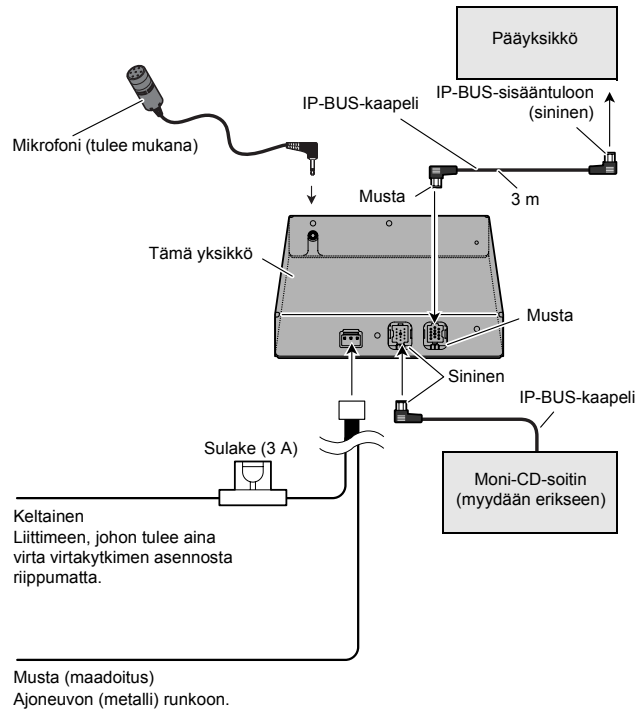 Pääyksikkö
IP-BUS-kaapeli
IP-BUS-sisääntuloon
(sininen)
Mikrofoni (tulee mukana)
Musta
3 m
Tämä yksikkö
Musta
Sininen
IP-BUS-kaapeli
Sulake (3 A)
Moni-CD-soitin
(myydään erikseen)
Keltainen
Liittimeen, johon tulee aina
virta virtakytkimen asennosta
riippumatta.
Musta (maadoitus)
Ajoneuvon (metalli) runkoon.